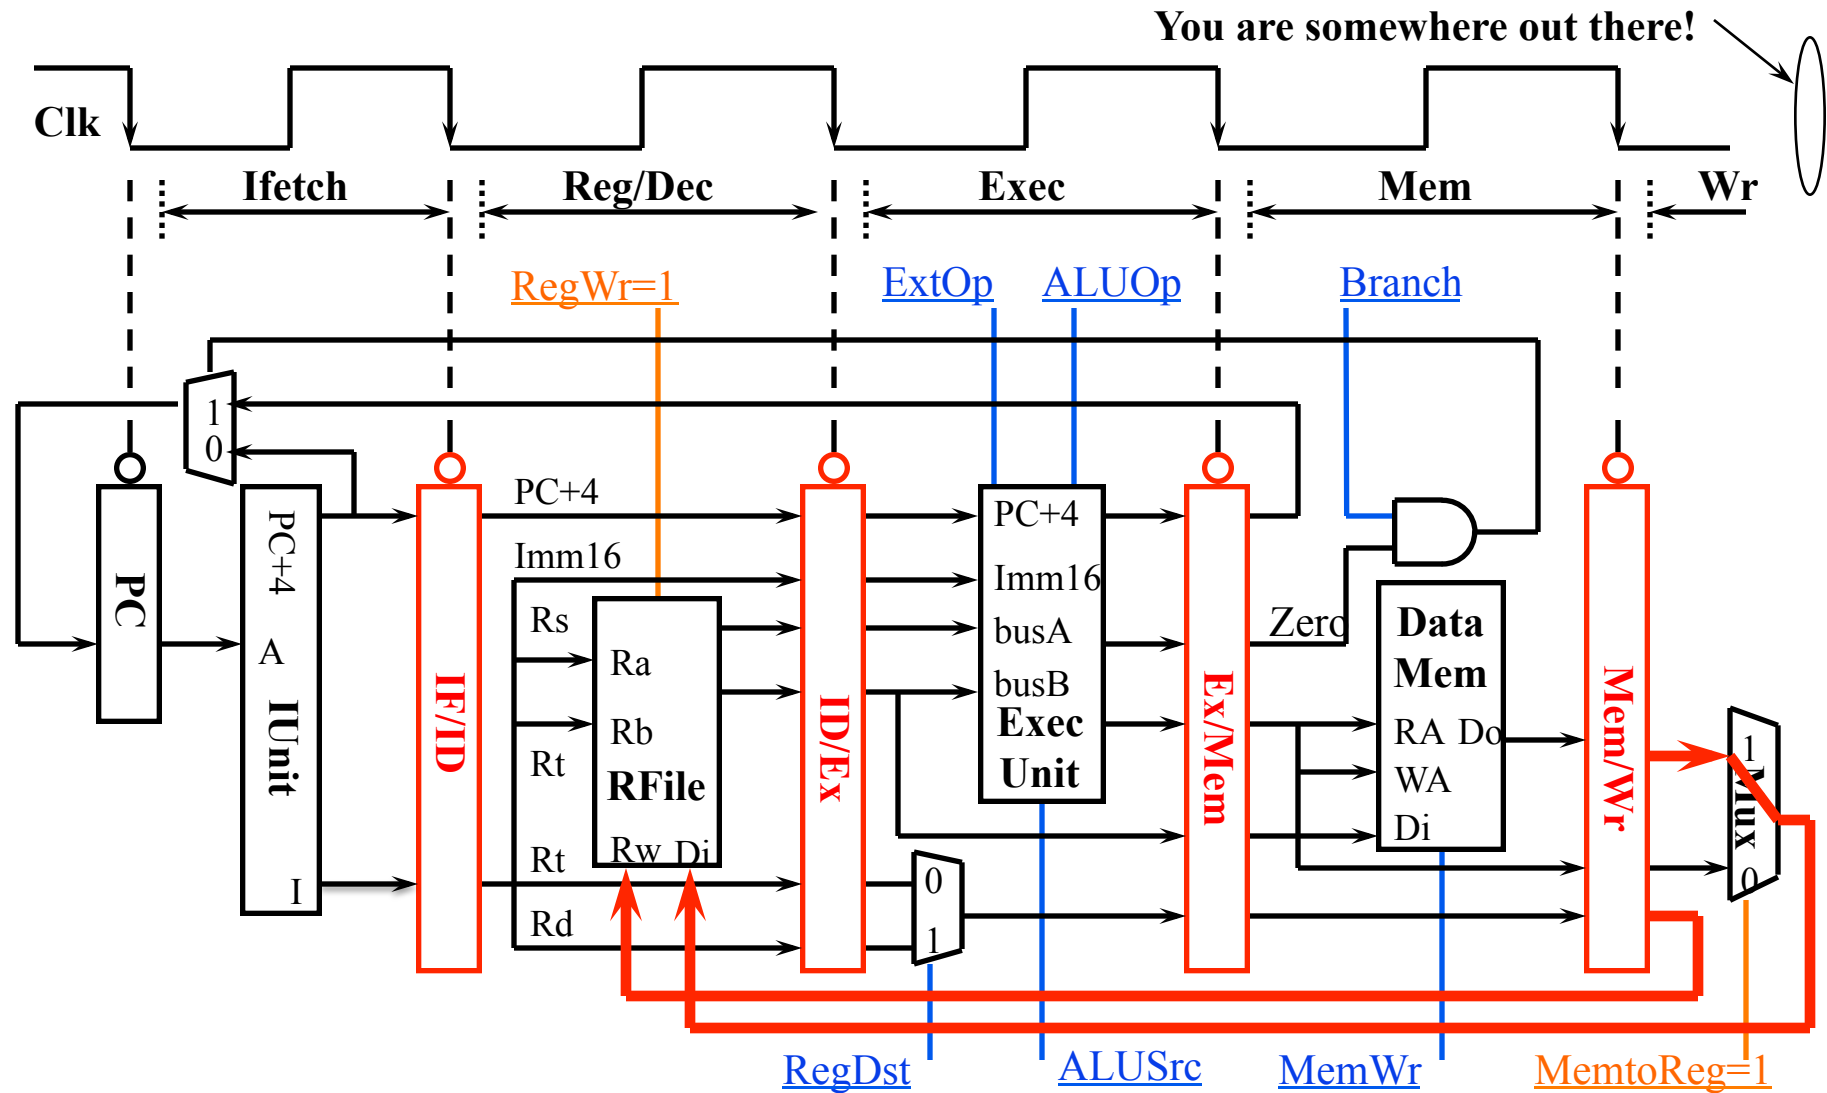 You are somewhere out there!
Clk
Ifetch
Reg/Dec
Exec
Mem
Wr
RegWr=1
ExtOp
ALUOp
Branch
1
0
PC
PC+4
A
IUnit
I
IF/ID
PC+4
Imm16
Rs
Ra
Rb
Rt
RFile
Rw Di
Rt
Rd
ID/Ex
0
1
PC+4
Imm16
busA
busB
Exec
Unit
Ex/Mem
Zero
Data
Mem
RA Do
WA
Di
Mem/Wr
1
Mux
0
RegDst
ALUSrc
MemWr
MemtoReg=1